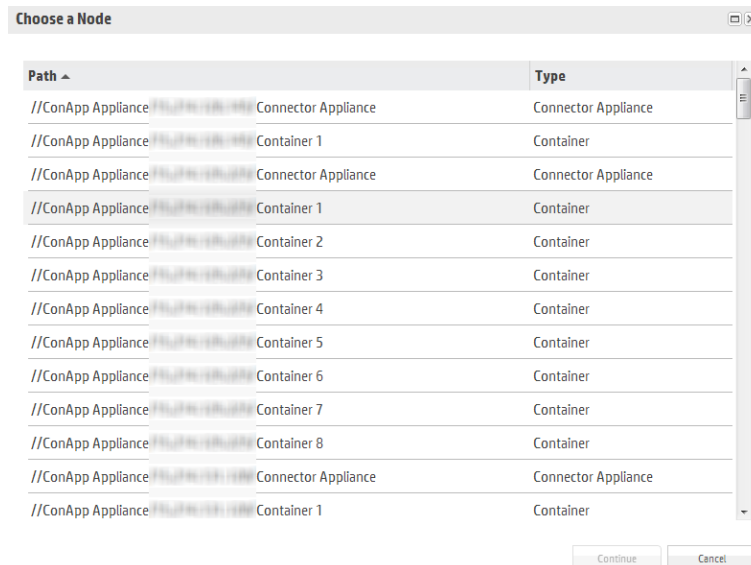 Choose a Node
Path Type
//ConApp Appliance Connector Appliance Connector Appliance
//ConApp Appliance Container 1 Container
//ConApp Appliance Connector Appliance Connector Appliance
//ConApp Appliance Container 1 Container
//ConApp Appliance Container 2 Container
//ConApp Appliance Container 3 Container
//ConApp Appliance Container 4 Container
//ConApp Appliance Container 5 Container
//ConApp Appliance Container 6 Container
//ConApp Appliance Container 7 Container
//ConApp Appliance Container 8 Container
//ConApp Appliance Connector Appliance Connector Appliance
//ConApp Appliance Container 1 Container
Continue Cancel